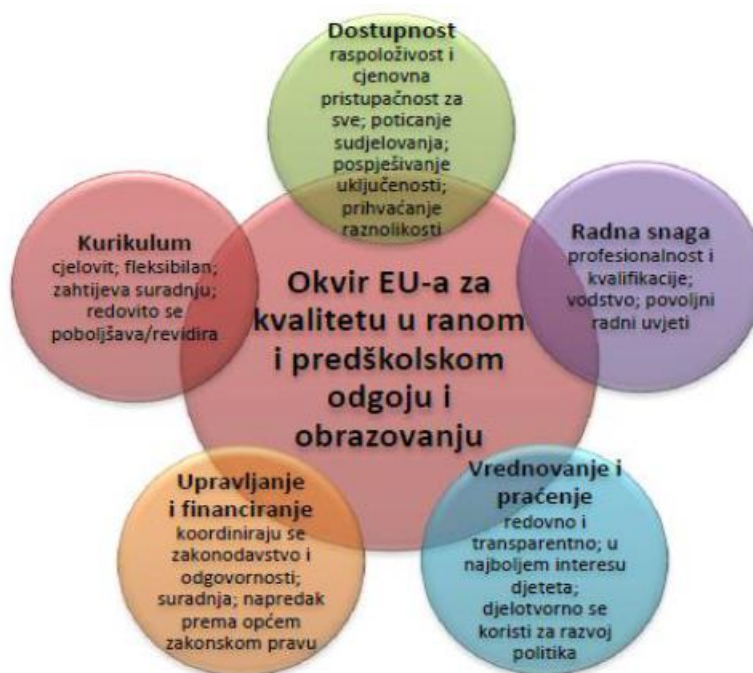 Dostupnost
raspoloživost i
cjenovna
pristupačnost za
sve; poticanje
sudjelovanja;
pospješivanje
uključenosti;
prihvaćanje
raznolikosti
Kurikulum
cjelovit; fleksibilan;
zahtijeva suradnju;
redovito se
poboljšava/revidira
Okvir EU-a za
kvalitetu u ranom
i predškolskom
odgoju i
obrazovanju
Radna snaga
profesionalnost i
kvalifikacije;
vodstvo; povoljni
radni uvjeti
Upravljanje
i financiranje
koordiniraju se
zakonodavstvo i
odgovornosti;
suradnja; napredak
prema općem
zakonskom pravu
Vrednovanje i
praćenje
redovno i
transparentno; u
najboljem interesu
djeteta;
djelotvorno se
koristi za razvoj
politika